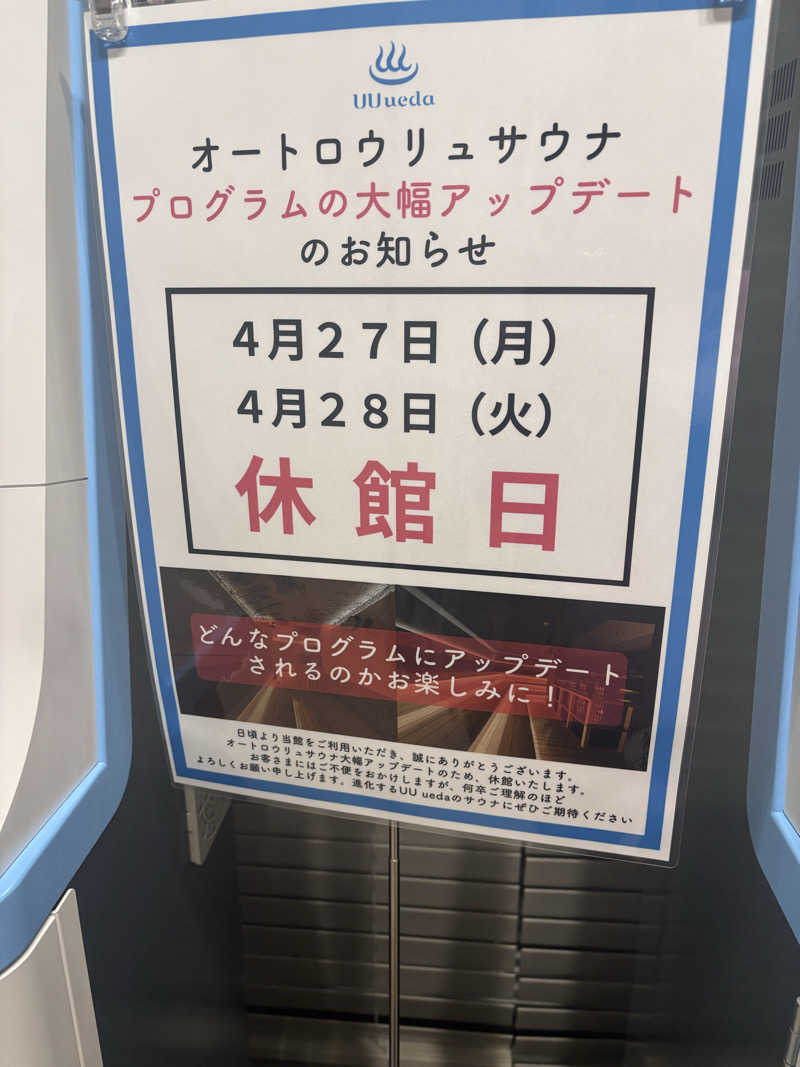 UU ueda
オートロウリュサウナ
プログラムの大幅アップデート
のお知らせ
4月27日（月）
4月28日（火）
休館日
どんなプログラムにアップデート
されるのかお楽しみに！
日頃より当館をご利用いただき、誠にありがとうございます。
オートロウリュサウナ大幅アップデートのため、休館いたします。
お客さまにはご不便をおかけしますが、何卒ご理解のほど
よろしくお願い申し上げます。進化するUU uedaのサウナにぜひご期待ください